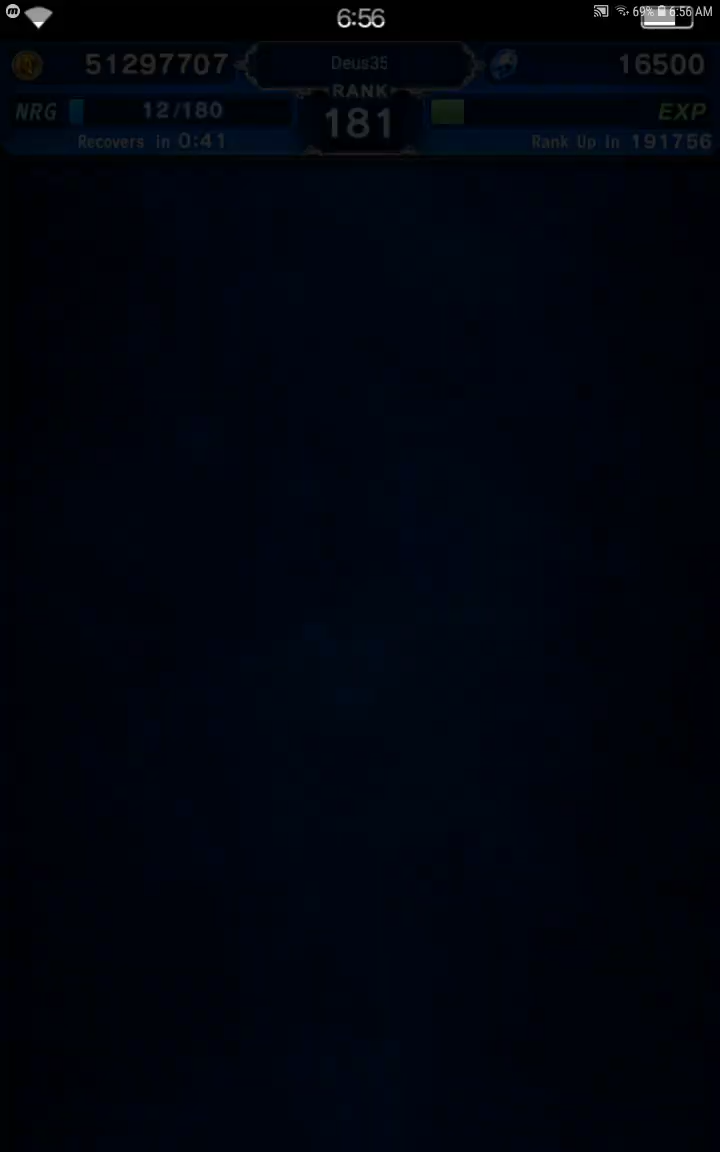 6:56
69% 6:56 AM
51297707
Deus35
16500
RANK
NRG 12/180
181
EXP
Recovers in 0:41
Rank Up In 191756